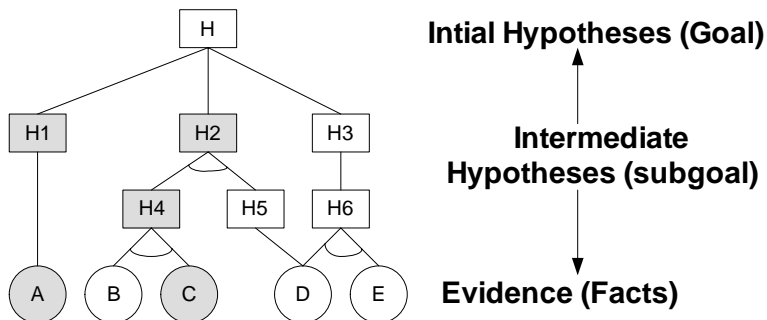 H
Intial Hypotheses (Goal)
H1
H2
H3
Intermediate
Hypotheses (subgoal)
H4
H5
H6
A
B
C
D
E
Evidence (Facts)